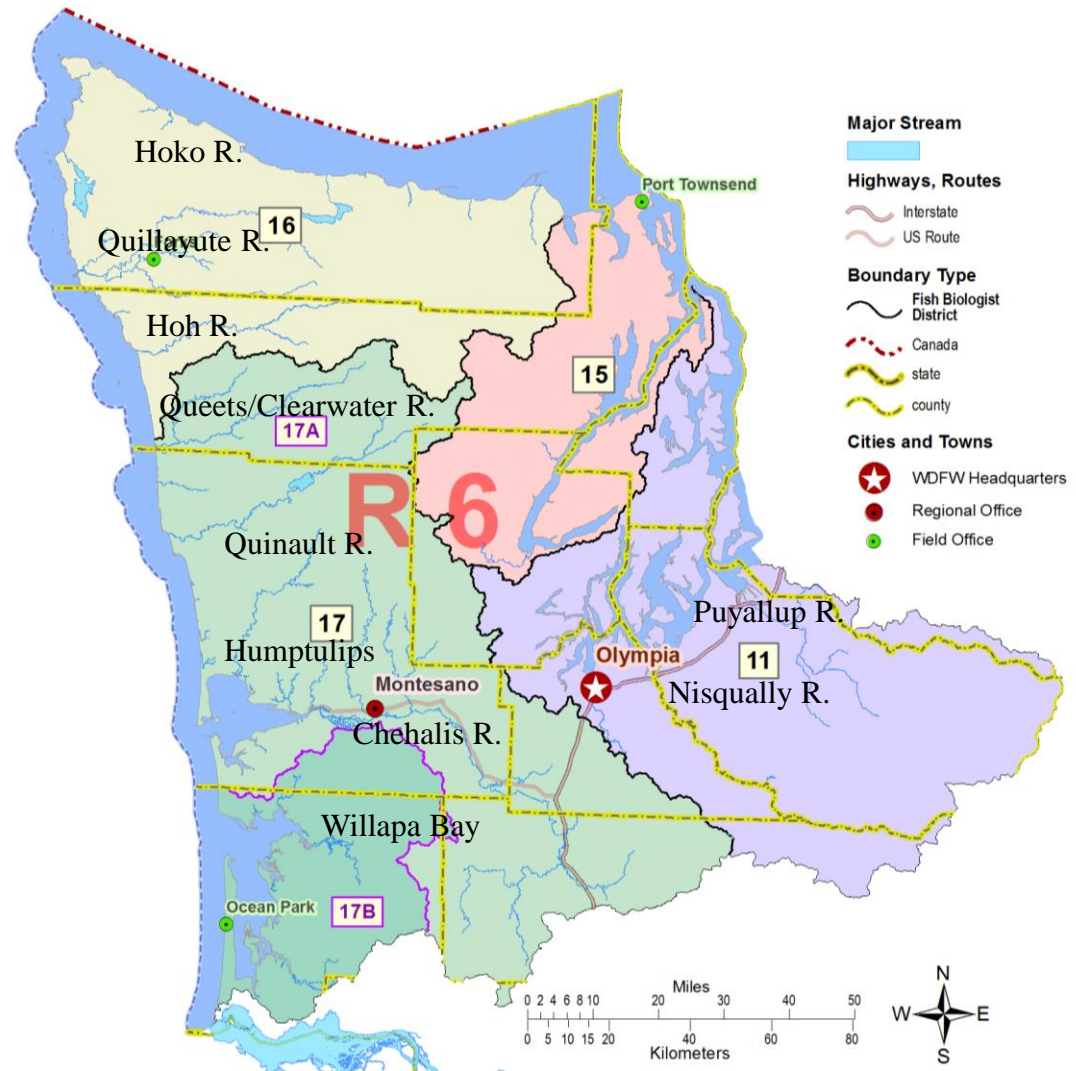 Hoko R.
16
Quillayute R.
Hoh R.
Port Townsend
15
Queets/Clearwater R.
17A
R 6
Quinault R.
17
Humptulips
Montesano
Chehalis R.
Olympia
Puyallup R.
11
Nisqually R.
Willapa Bay
Ocean Park
17B
Major Stream
Highways, Routes
Interstate
US Route
Boundary Type
Fish Biologist
District
Canada
state
county
Cities and Towns
WDFW Headquarters
Regional Office
Field Office
Miles
0 2 4 6 8 10 20 30 40 50
0 5 10 15 20 40 60 80
Kilometers
N
W E
S